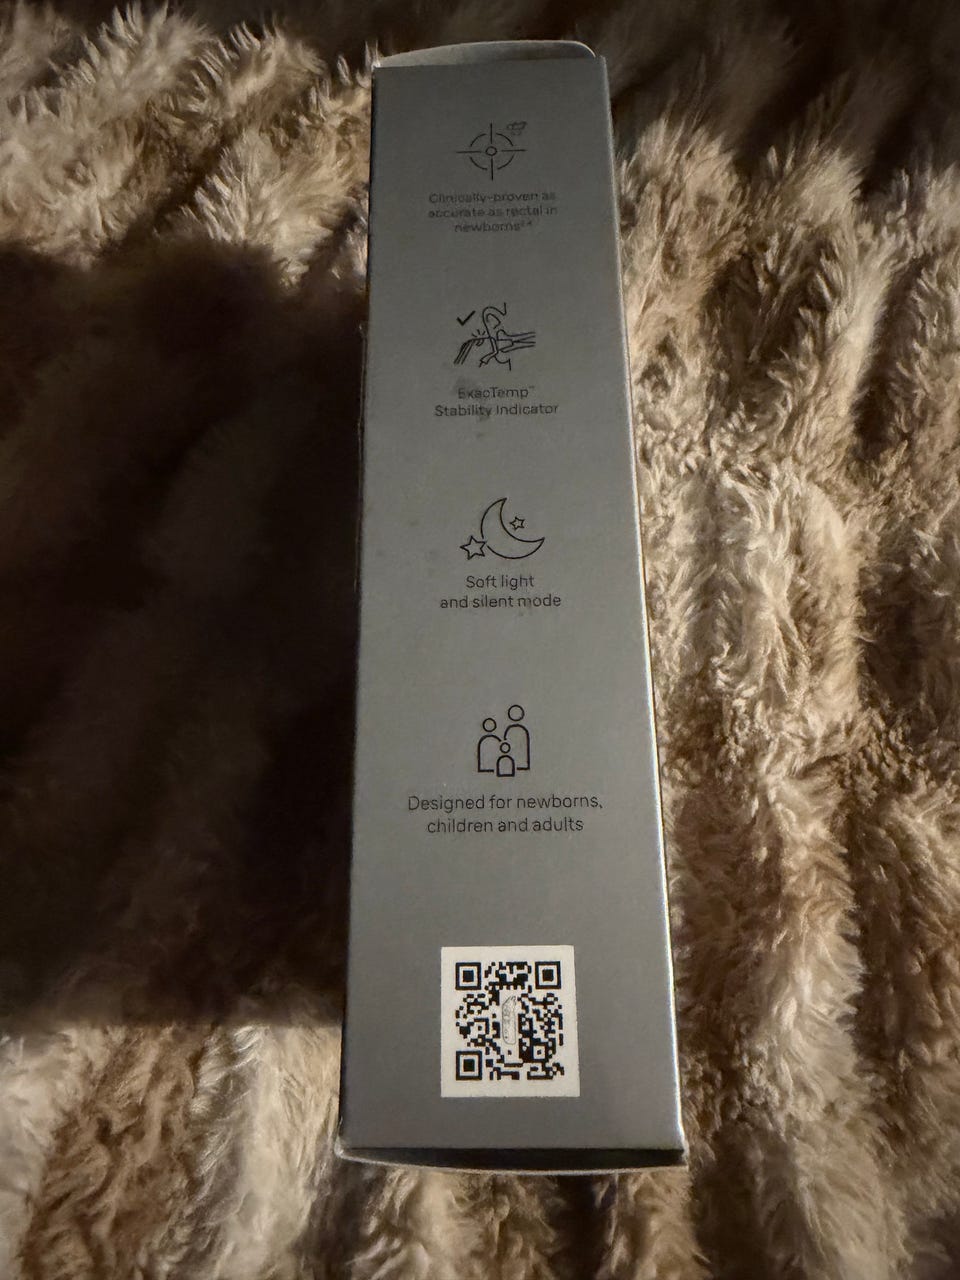 Clinically-proven as
accurate as rectal in
newborns
ExacTemp™
Stability Indicator
Soft light
and silent mode
Designed for newborns,
children and adults